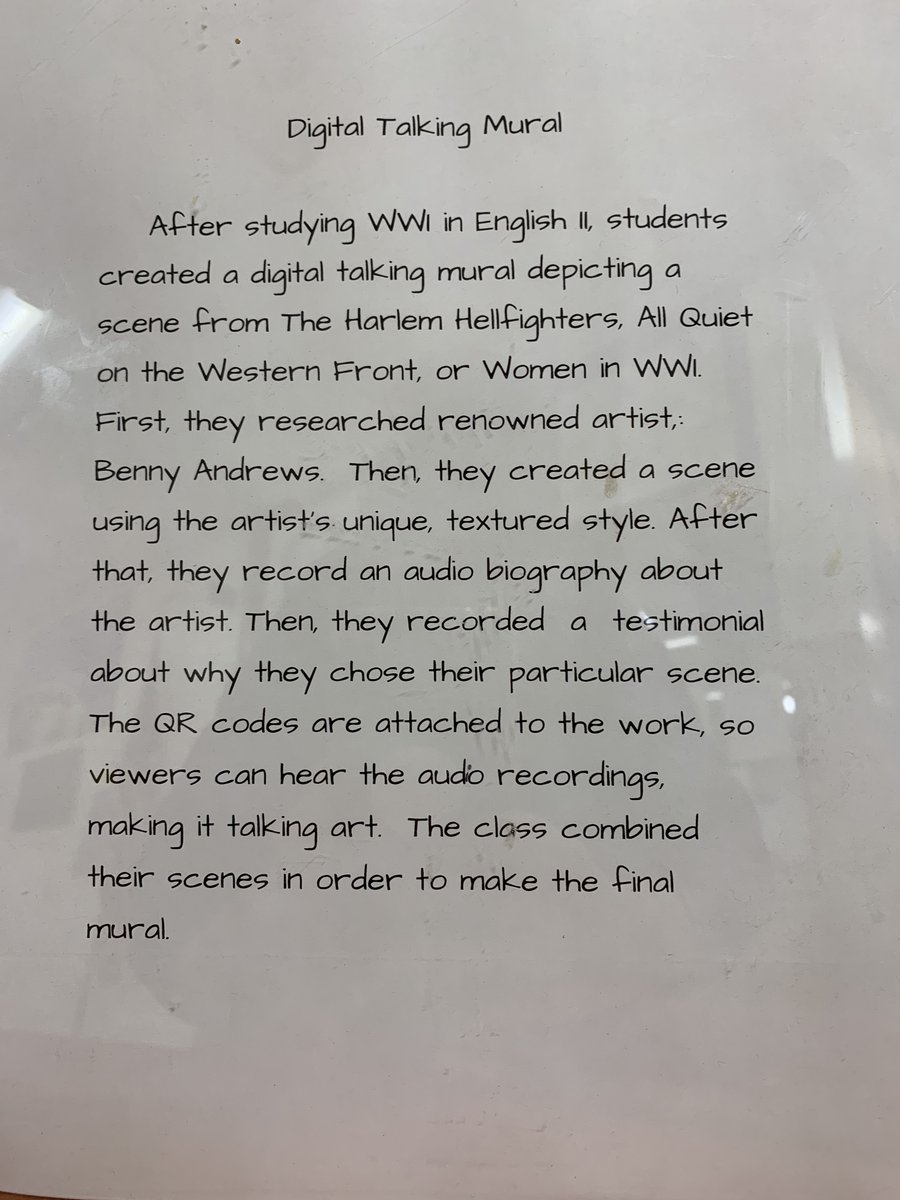 Digital Talking Mural
After studying WWI in English II, students
created a digital talking mural depicting a
scene from The Harlem Hellfighters, All Quiet
on the Western Front, or Women in WWI.
First, they researched renowned artist,:
Benny Andrews. Then, they created a scene
using the artist's unique, textured style. After
that, they record an audio biography about
the artist. Then, they recorded a testimonial
about why they chose their particular scene.
The QR codes are attached to the work, so
viewers can hear the audio recordings,
making it talking art. The class combined
their scenes in order to make the final
mural.